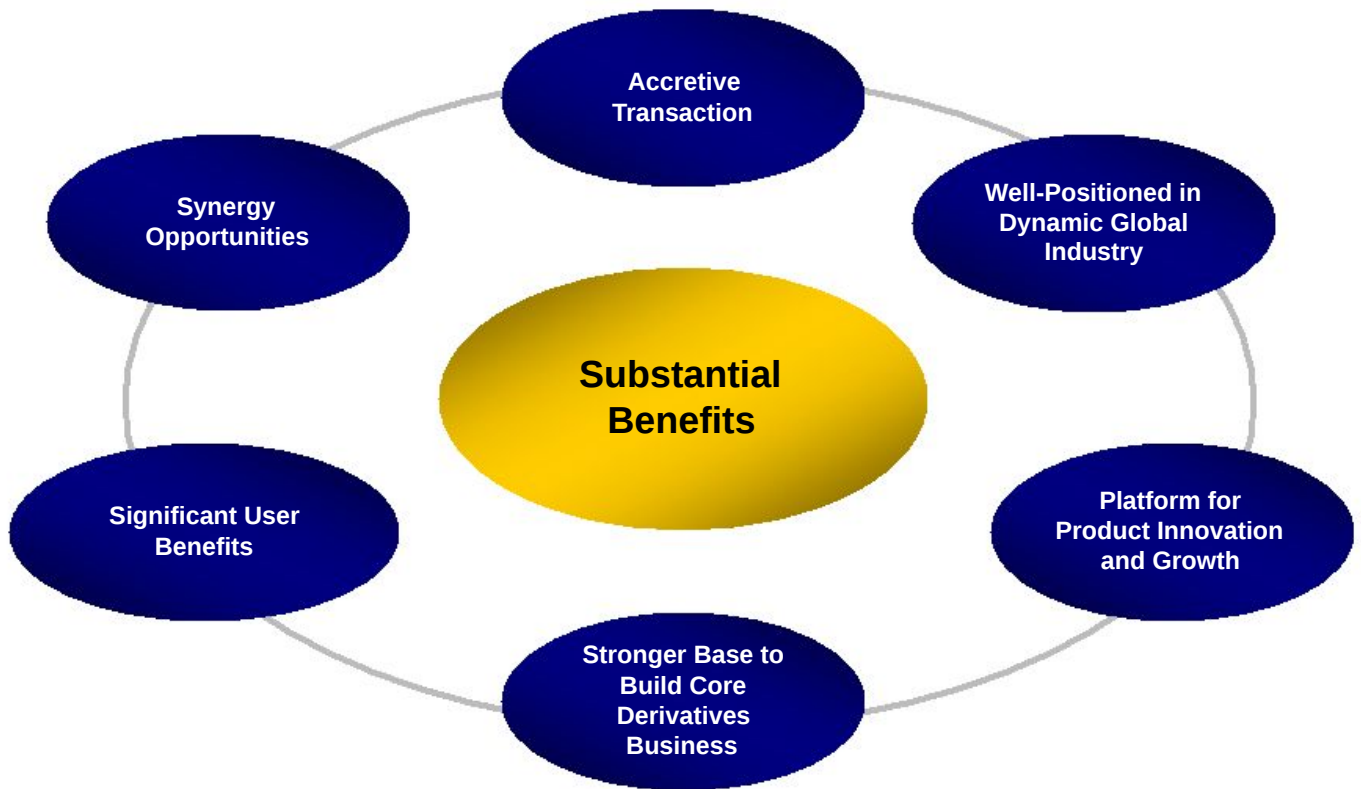 Accretive
Transaction
Synergy
Opportunities
Well-Positioned in
Dynamic Global
Industry
Substantial
Benefits
Significant User
Benefits
Platform for
Product Innovation
and Growth
Stronger Base to
Build Core
Derivatives
Business